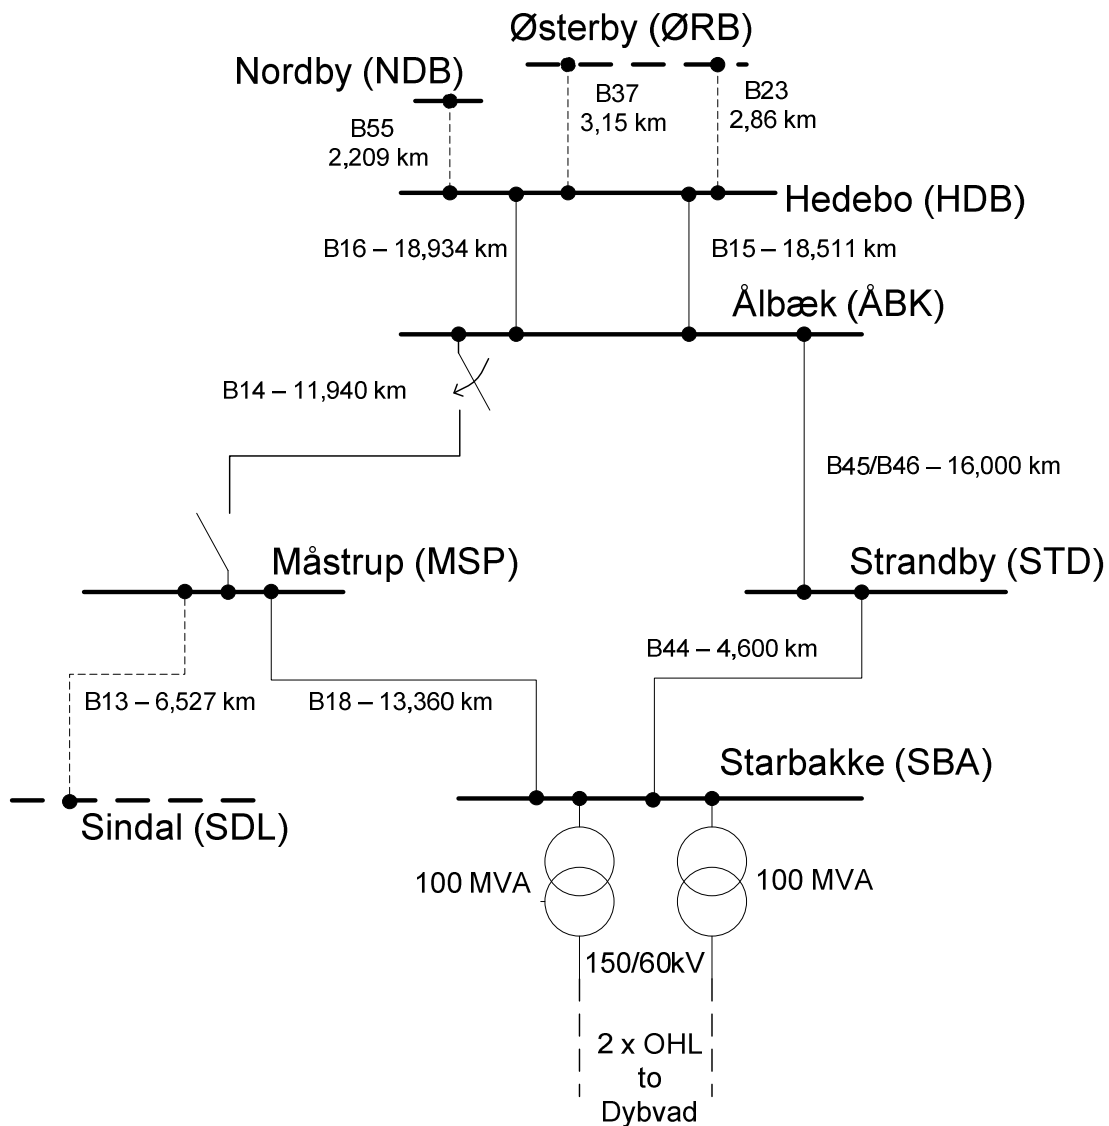 Østerby (ØRB)
Nordby (NDB)
B37
3,15 km
B23
2,86 km
B55
2,209 km
Hedebo (HDB)
B16 – 18,934 km
B15 – 18,511 km
Ålbæk (ÅBK)
B14 – 11,940 km
B45/B46 – 16,000 km
Måstrup (MSP)
Strandby (STD)
B44 – 4,600 km
B13 – 6,527 km
B18 – 13,360 km
Starbakke (SBA)
Sindal (SDL)
100 MVA
100 MVA
150/60kV
2 x OHL
to
Dybvad